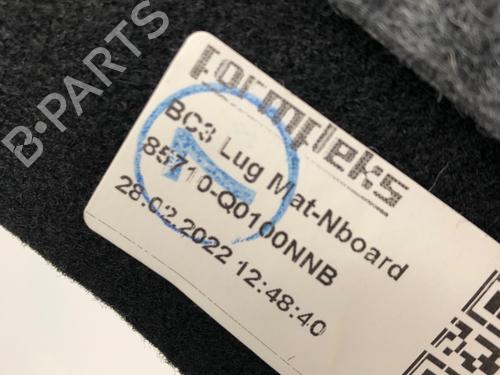 B-PARTS
formpleks
BC3 Lug Mat-Nboard
85710-Q0100NNB
28.02.2022 12:48:40